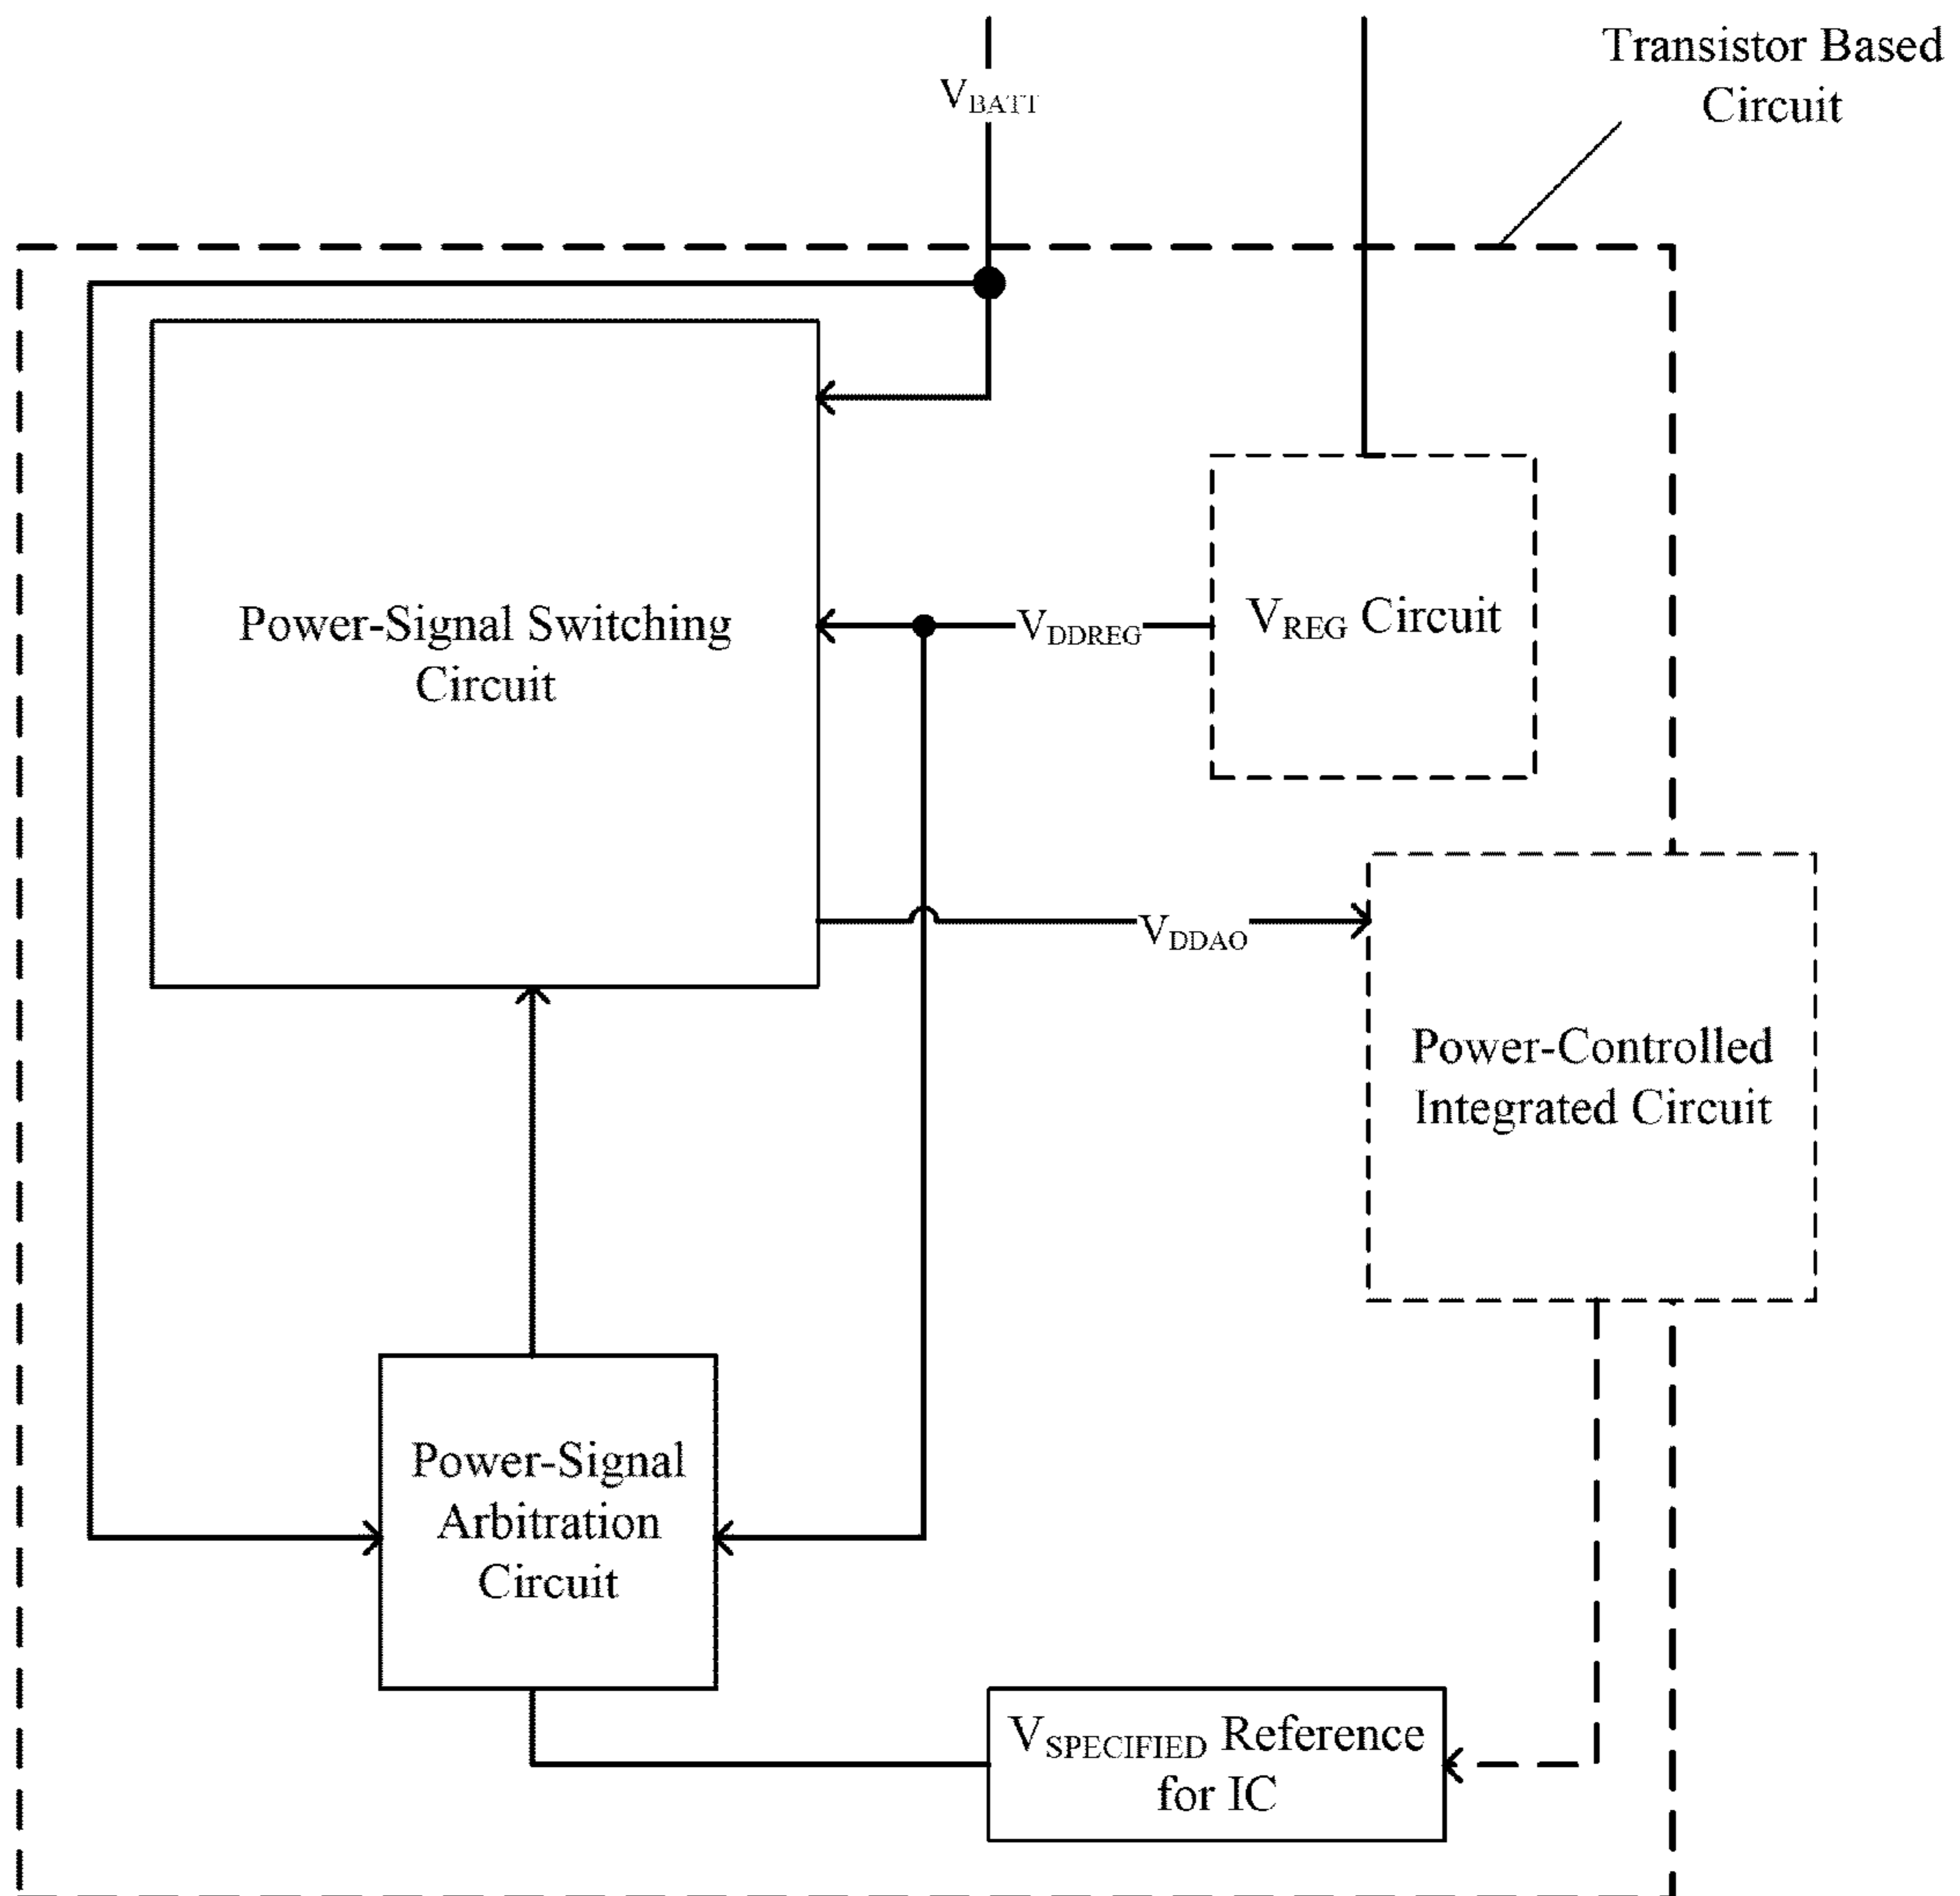 Transistor Based
Circuit
VBATT
Power-Signal Switching
Circuit
VDDREG
VREG Circuit
VDDAO
Power-Controlled
Integrated Circuit
Power-Signal
Arbitration
Circuit
VSPECIFIED Reference
for IC